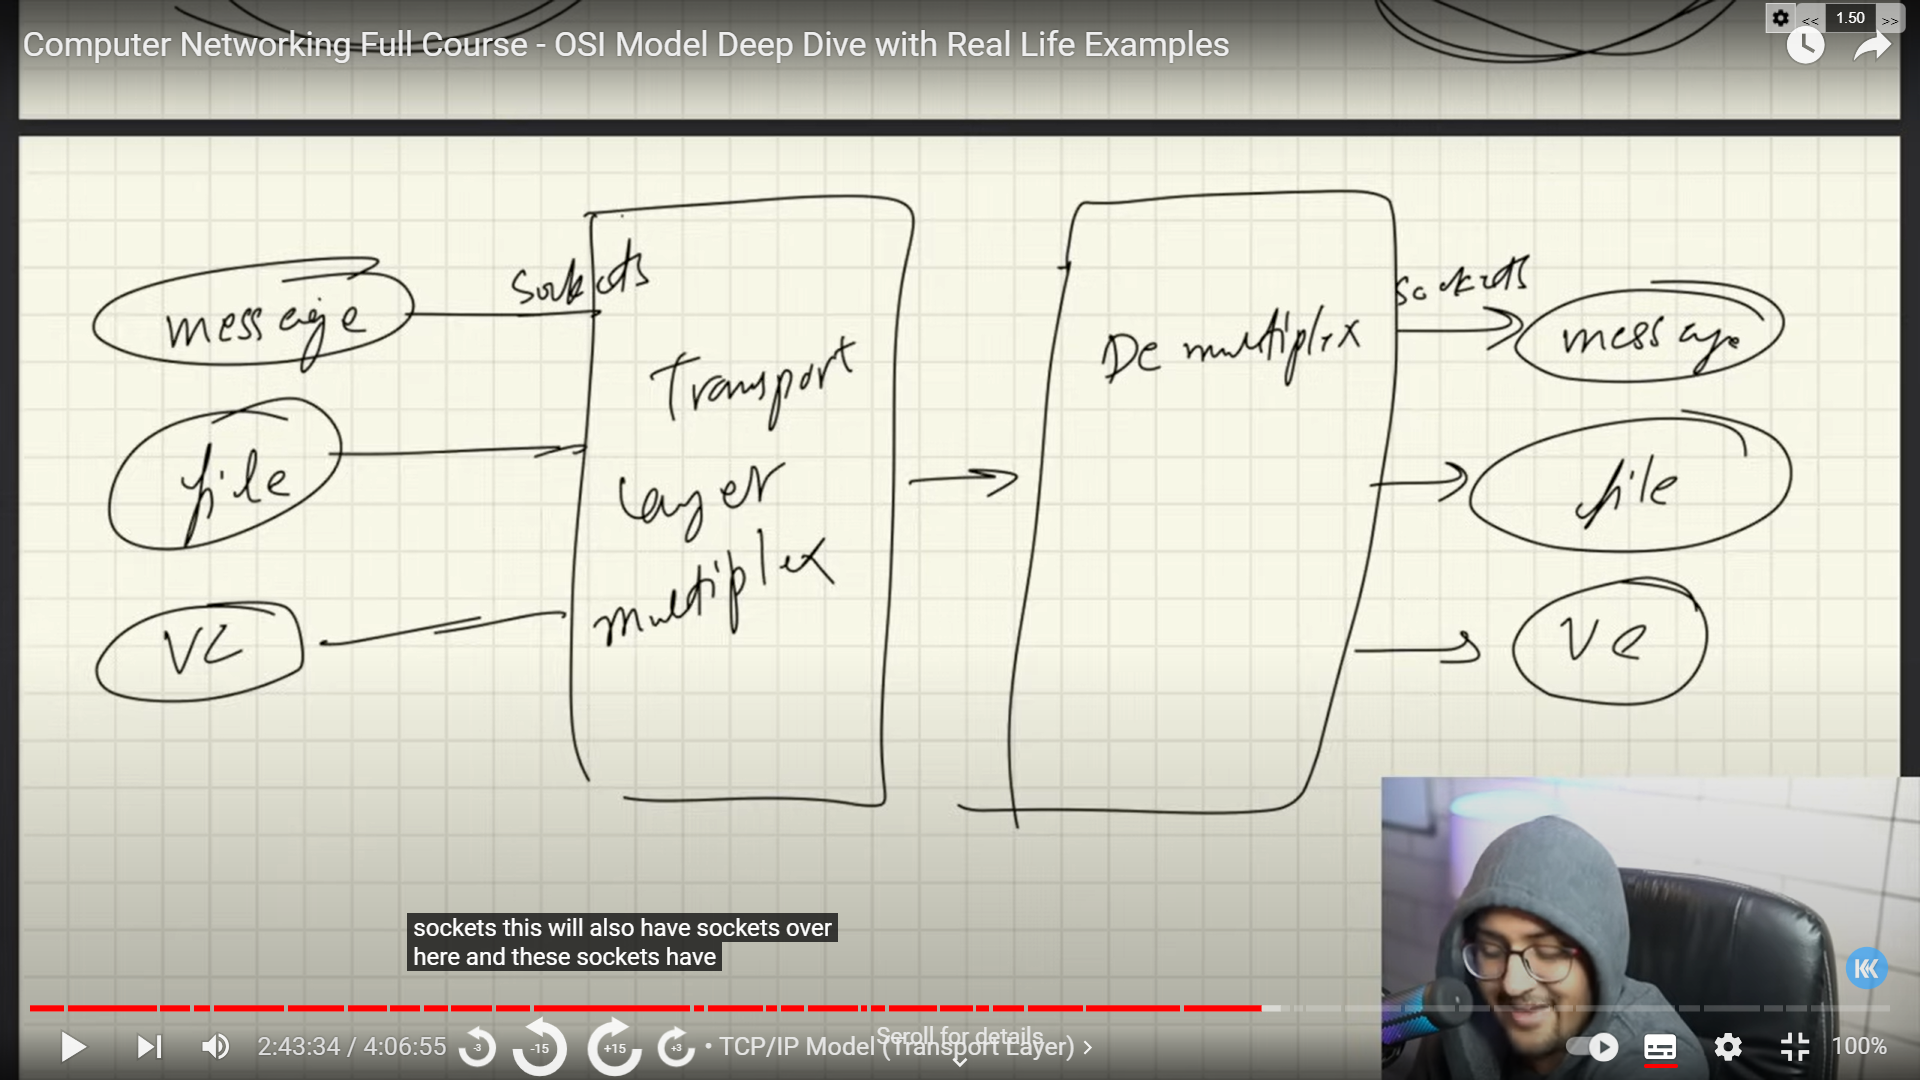 Computer Networking Full Course - OSI Model Deep Dive with Real Life Examples
<< 1.50 >>
message
sockets
file
VC
Transport
layer
multiplex
Demultiplex
sockets
message
file
VC
sockets this will also have sockets over
here and these sockets have
2:43:34 / 4:06:55
-3
-15
+15
+3
• TCP/IP Model (Transport Layer) >
Scroll for details
100%